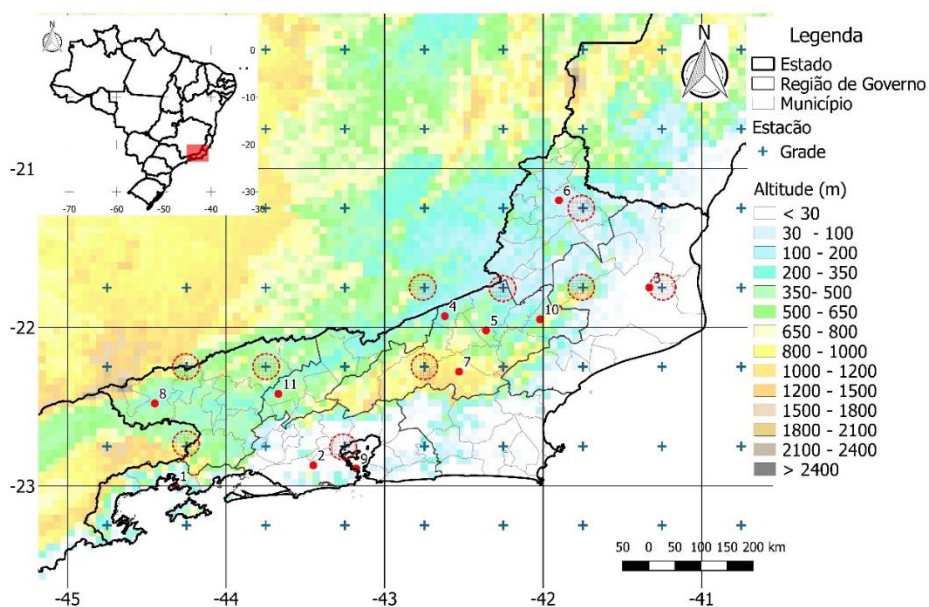 N
0
-10
-20
-30
-70
-60
-50
-40
-30
N
Legenda
Estado
Região de Governo
Município
Estacão
Grade
Altitude (m)
< 30
30 - 100
100 - 200
200 - 350
350- 500
500 - 650
650 - 800
800 - 1000
1000 - 1200
1200 - 1500
1500 - 1800
1800 - 2100
2100 - 2400
> 2400
-21
-22
-23
6
3
4
5
10
7
8
11
2
9
1
50 0 50 100 150 200 km
-45
-44
-43
-42
-41